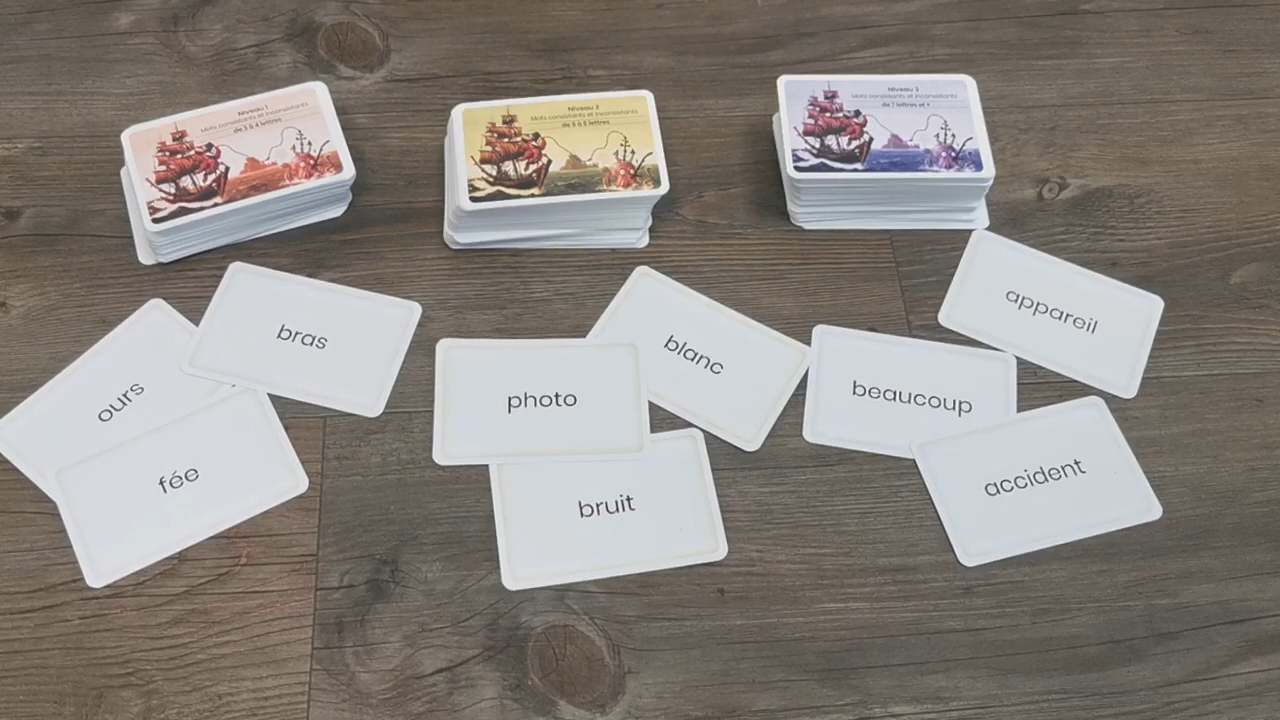 Niveau 1
Mots consistants et inconsistants
de 3 à 4 lettres
Niveau 2
Mots consistants et inconsistants
de 5 à 6 lettres
Niveau 3
Mots consistants et inconsistants
de 7 lettres et +
ours
bras
fée
photo
blanc
bruit
beaucoup
appareil
accident